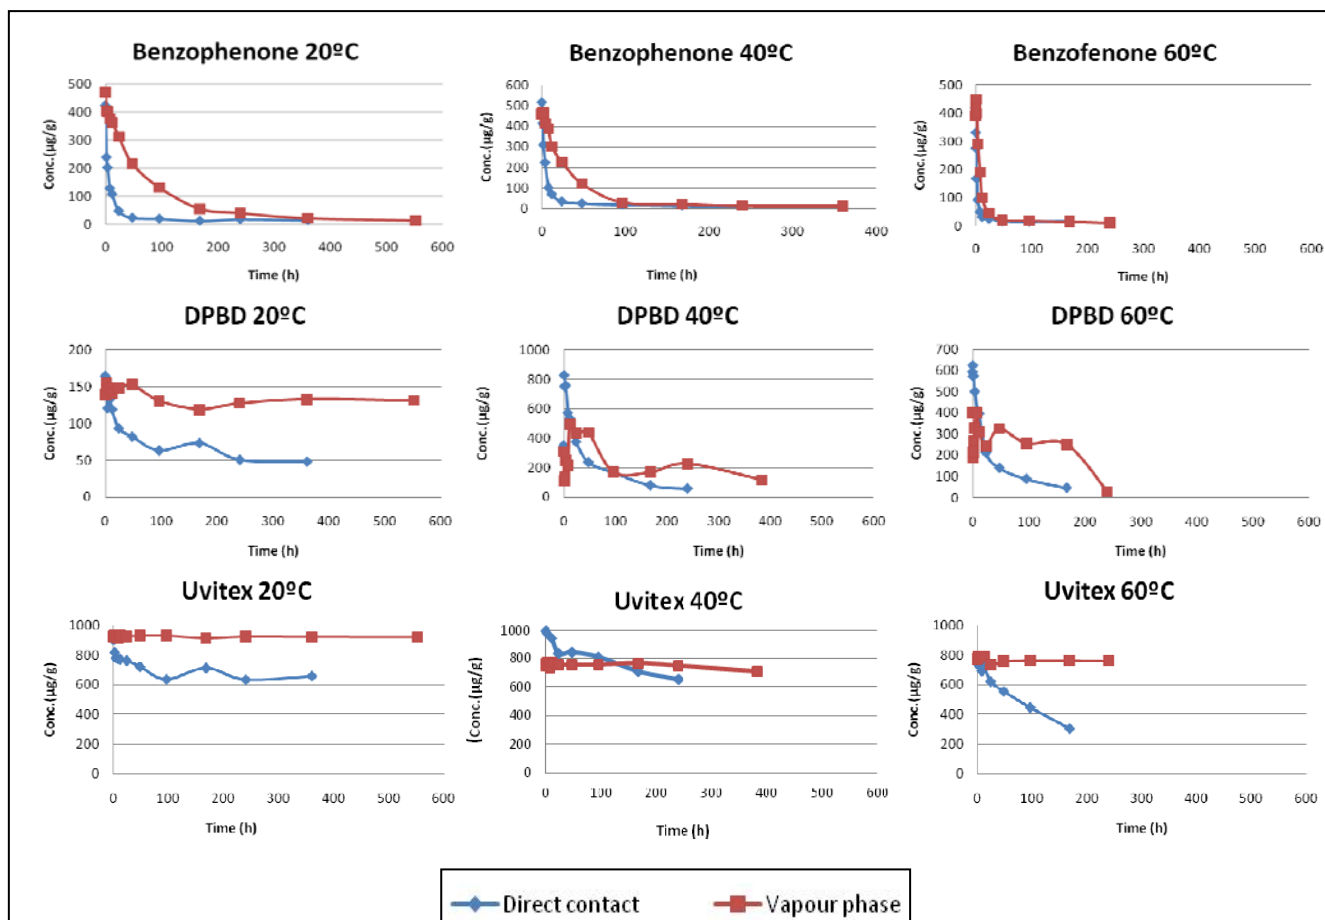 Benzophenone 20ºC
Benzophenone 40ºC
Benzofenone 60ºC
Conc.(µg/g)
500
400
300
200
100
0
0 100 200 300 400 500 600
Time (h)
Conc.(µg/g)
600
500
400
300
200
100
0
0 100 200 300 400
Time (h)
Conc.(µg/g)
500
400
300
200
100
0
0 100 200 300 400 500 600
Time (h)
DPBD 20ºC
DPBD 40ºC
DPBD 60ºC
Conc.(µg/g)
200
150
100
50
0
0 100 200 300 400 500 600
Time (h)
Conc.(µg/g)
1000
800
600
400
200
0
0 100 200 300 400 500 600
Time (h)
Conc.(µg/g)
700
600
500
400
300
200
100
0
0 100 200 300 400 500 600
Time (h)
Uvitex 20ºC
Uvitex 40ºC
Uvitex 60ºC
Conc.(µg/g)
1000
800
600
400
200
0
0 100 200 300 400 500 600
Time (h)
(Conc.(µg/g)
1000
800
600
400
200
0
0 100 200 300 400 500 600
Time (h)
Conc.(µg/g)
1000
800
600
400
200
0
0 100 200 300 400 500 600
Time (h)
Direct contact
Vapour phase